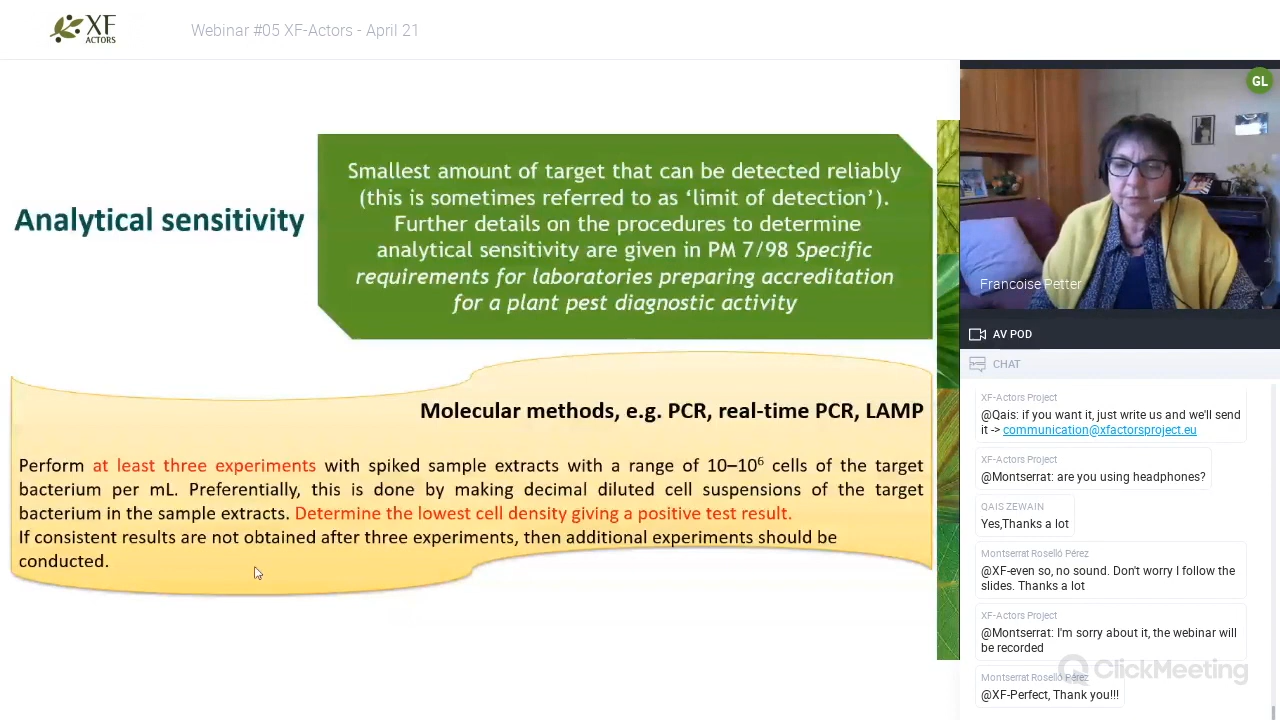 XF
ACTORS
Webinar #05 XF-Actors - April 21
Analytical sensitivity
Smallest amount of target that can be detected reliably
(this is sometimes referred to as ‘limit of detection’).
Further details on the procedures to determine
analytical sensitivity are given in PM 7/98 Specific
requirements for laboratories preparing accreditation
for a plant pest diagnostic activity
Molecular methods, e.g. PCR, real-time PCR, LAMP
Perform at least three experiments with spiked sample extracts with a range of 10–10⁶ cells of the target
bacterium per mL. Preferentially, this is done by making decimal diluted cell suspensions of the target
bacterium in the sample extracts. Determine the lowest cell density giving a positive test result.
If consistent results are not obtained after three experiments, then additional experiments should be
conducted.
GL
Francoise Petter
AV POD
CHAT
XF-Actors Project
@Qais: if you want it, just write us and we'll send
it -> communication@xfactorsproject.eu
XF-Actors Project
@Montserrat: are you using headphones?
QAIS ZEWAIN
Yes,Thanks a lot
Montserrat Roselló Pérez
@XF-even so, no sound. Don't worry I follow the
slides. Thanks a lot
XF-Actors Project
@Montserrat: I'm sorry about it, the webinar will
be recorded
ClickMeeting
Montserrat Roselló Pérez
@XF-Perfect, Thank you!!!